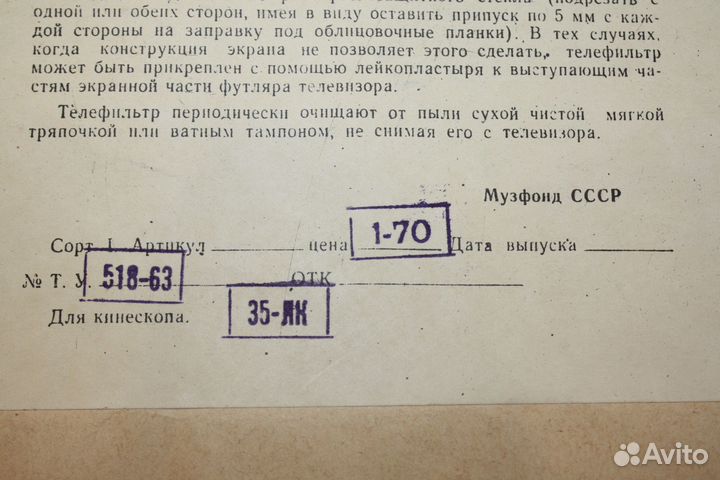 стекла (подрезать с
одной или обеих сторон, имея в виду оставить припуск по 5 мм с каж-
дой стороны на заправку под облицовочные планки). В тех случаях,
когда конструкция экрана не позволяет этого сделать, телефильтр
может быть прикреплен с помощью лейкопластыря к выступающим ча-
стям экранной части футляра телевизора.
Телефильтр периодически очищают от пыли сухой чистой мягкой
тряпочкой или ватным тампоном, не снимая его с телевизора.
Музфонд СССР
Сорт I. Артикул цена 1-70 Дата выпуска
№ Т. У. 518-63 ОТК
Для кинескопа. 35-ЛК
Avito